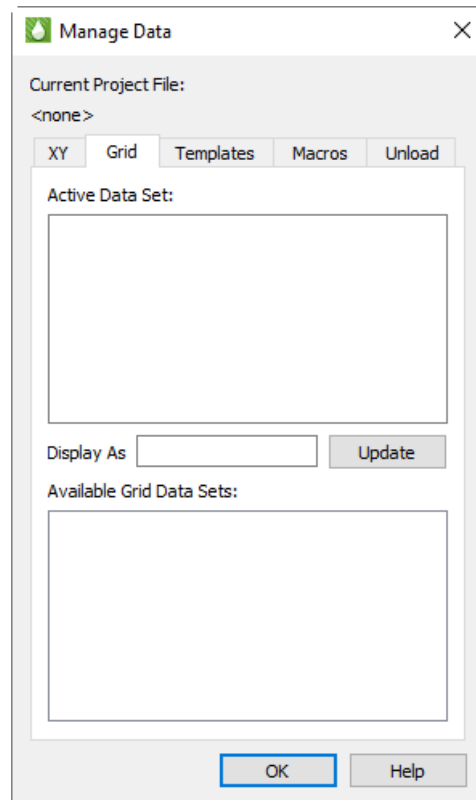 Manage Data
Current Project File:
<none>
XY Grid Templates Macros Unload
Active Data Set:
Display As Update
Available Grid Data Sets:
OK Help